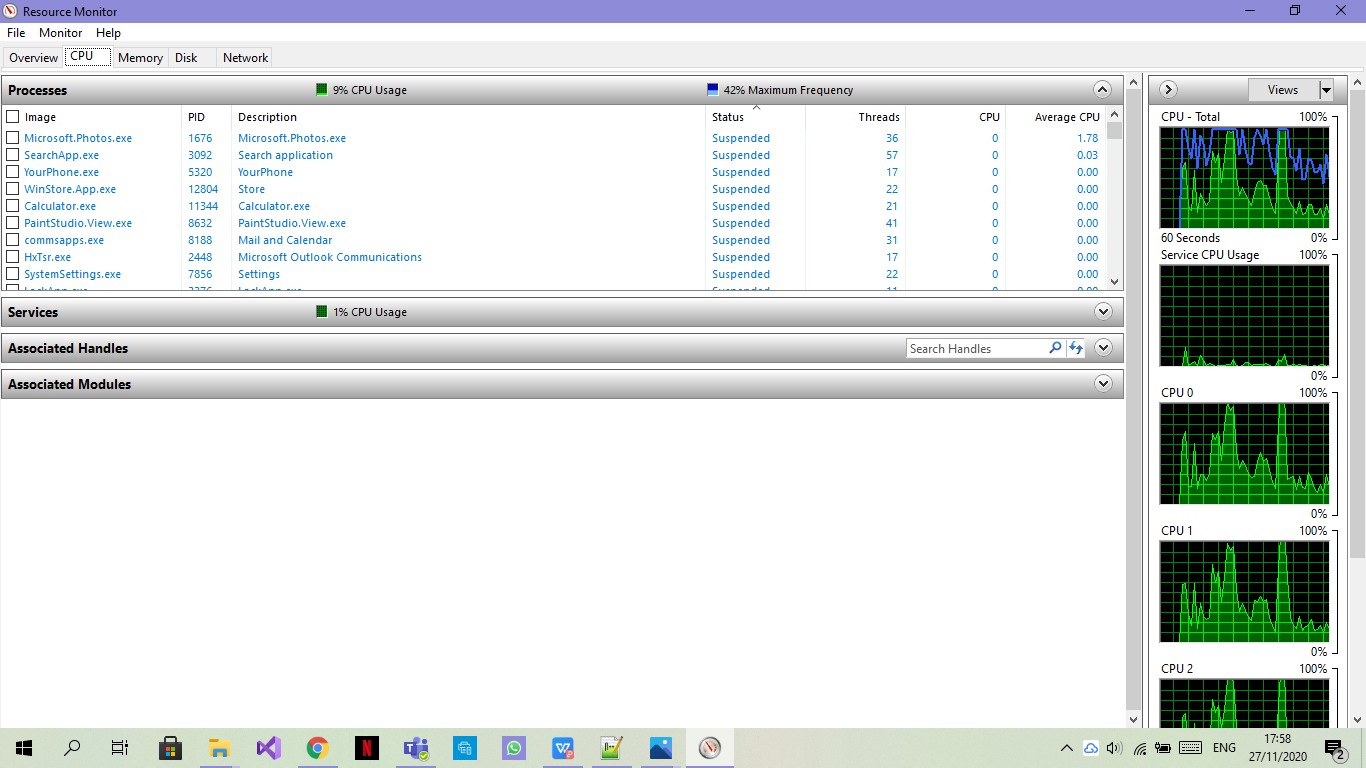 Resource Monitor
File Monitor Help
Overview CPU Memory Disk Network
Processes 9% CPU Usage 42% Maximum Frequency Views
Image PID Description Status Threads CPU Average CPU
Microsoft.Photos.exe 1676 Microsoft.Photos.exe Suspended 36 0 1.78
SearchApp.exe 3092 Search application Suspended 57 0 0.03
YourPhone.exe 5320 YourPhone Suspended 17 0 0.00
WinStore.App.exe 12804 Store Suspended 22 0 0.00
Calculator.exe 11344 Calculator.exe Suspended 21 0 0.00
PaintStudio.View.exe 8632 PaintStudio.View.exe Suspended 41 0 0.00
commsapps.exe 8188 Mail and Calendar Suspended 31 0 0.00
HxTsr.exe 2448 Microsoft Outlook Communications Suspended 17 0 0.00
SystemSettings.exe 7856 Settings Suspended 22 0 0.00
Services 1% CPU Usage
Associated Handles Search Handles
Associated Modules
CPU - Total 100%
60 Seconds 0%
Service CPU Usage 100%
0%
CPU 0 100%
0%
CPU 1 100%
0%
CPU 2 100%
ENG 17:58
27/11/2020 2